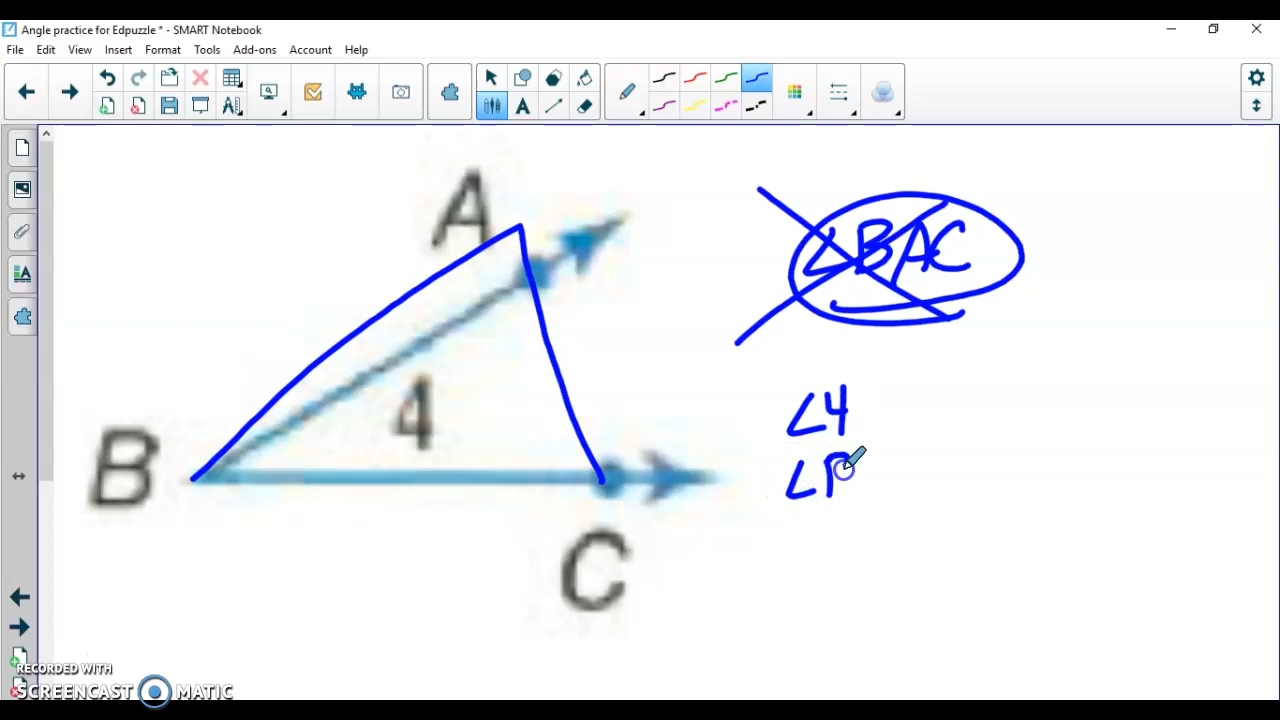 Angle practice for Edpuzzle * - SMART Notebook
File Edit View Insert Format Tools Add-ons Account Help
A
∠BAC
4
∠4
B
∠
C
RECORDED WITH
SCREENCAST MATIC